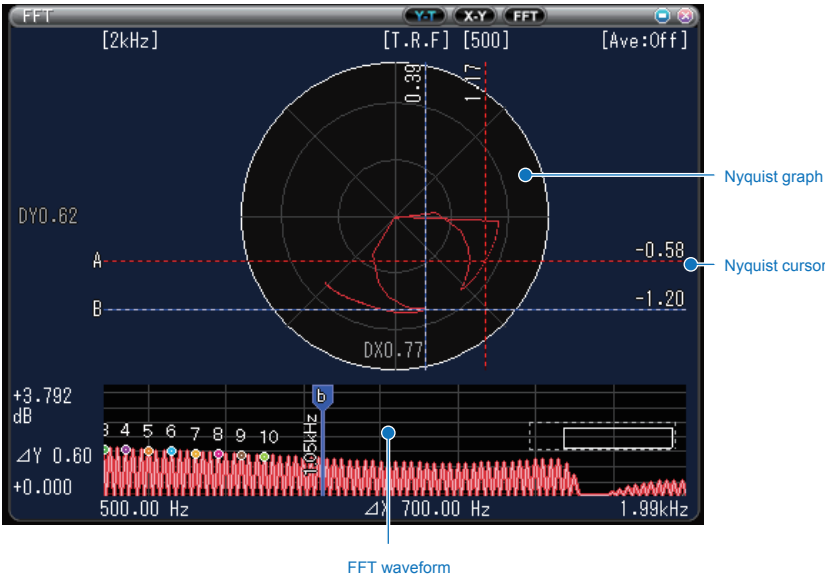 FFT Y-T X-Y FFT
[2kHz] [T.R.F] [500] [Ave:Off]
0.39
1.17
Nyquist graph
DY0.62
-0.58
A
Nyquist cursor
-1.20
B
DX0.77
+3.792
dB
b
3 4 5 6 7 8 9 10
1.05kHz
⊿Y 0.60
+0.000
500.00 Hz ⊿X 700.00 Hz 1.99kHz
FFT waveform